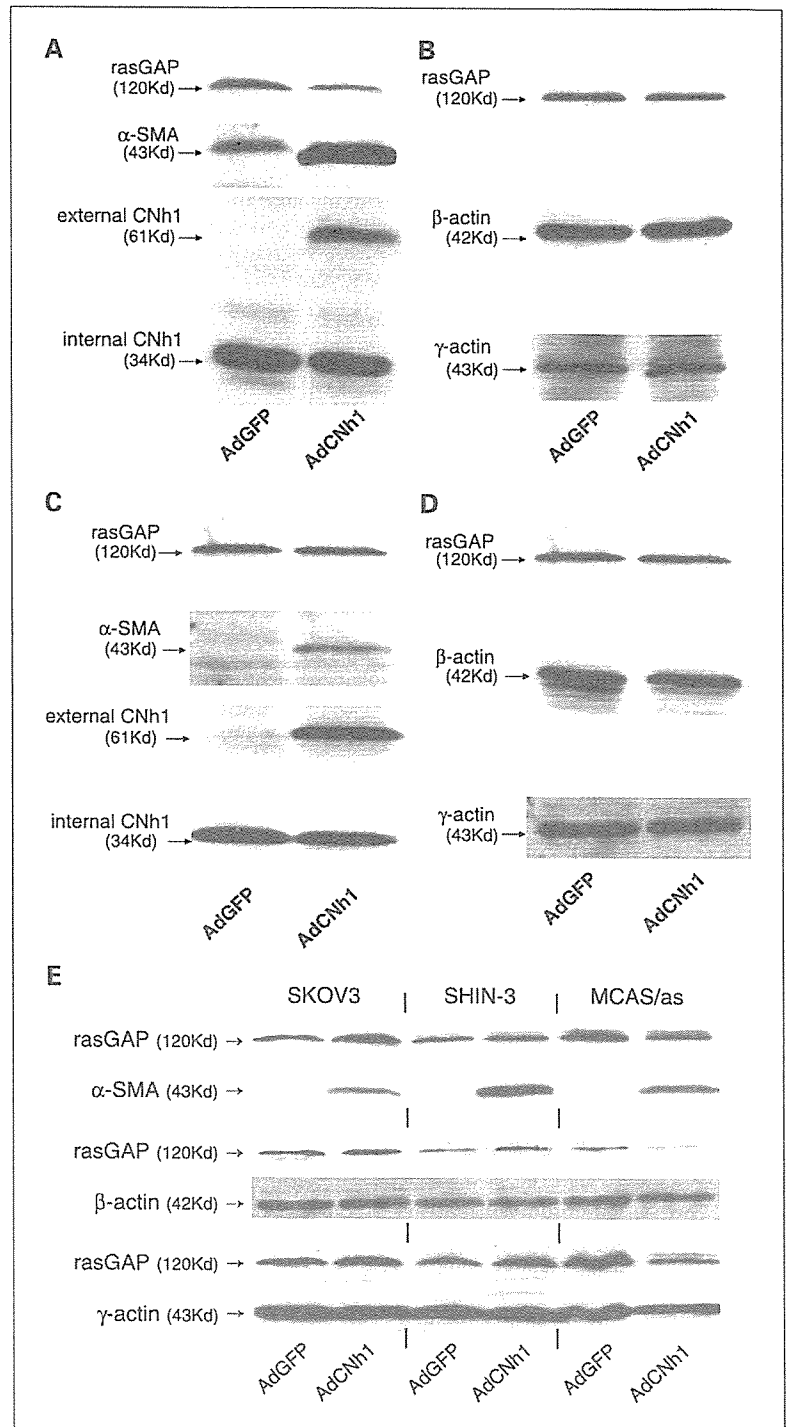 A
rasGAP
(120Kd) →
α-SMA
(43Kd) →
external CNh1
(61Kd) →
internal CNh1
(34Kd) →
AdGFP
AdCNh1
B
rasGAP
(120Kd) →
β-actin
(42Kd) →
γ-actin
(43Kd) →
AdGFP
AdCNh1
C
rasGAP
(120Kd) →
α-SMA
(43Kd) →
external CNh1
(61Kd) →
internal CNh1
(34Kd) →
AdGFP
AdCNh1
D
rasGAP
(120Kd) →
β-actin
(42Kd) →
γ-actin
(43Kd) →
AdGFP
AdCNh1
E
SKOV3 | SHIN-3 | MCAS/as
rasGAP (120Kd) →
α-SMA (43Kd) →
rasGAP (120Kd) →
β-actin (42Kd) →
rasGAP (120Kd) →
γ-actin (43Kd) →
AdGFP AdCNh1 | AdGFP AdCNh1 | AdGFP AdCNh1